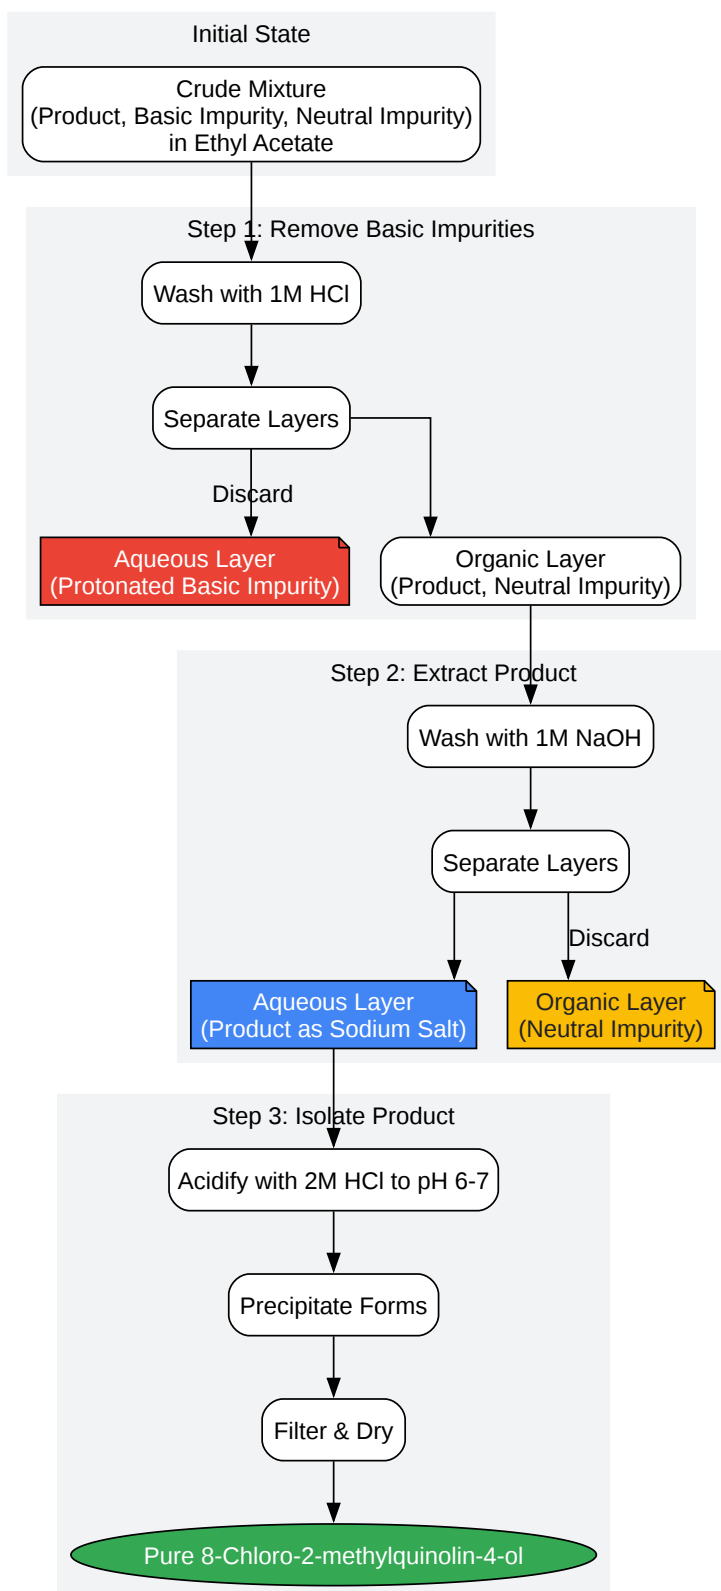 Initial State
Crude Mixture
(Product, Basic Impurity, Neutral Impurity)
in Ethyl Acetate
Step 1: Remove Basic Impurities
Wash with 1M HCl
Separate Layers
Discard
Aqueous Layer
(Protonated Basic Impurity)
Organic Layer
(Product, Neutral Impurity)
Step 2: Extract Product
Wash with 1M NaOH
Separate Layers
Discard
Aqueous Layer
(Product as Sodium Salt)
Organic Layer
(Neutral Impurity)
Step 3: Isolate Product
Acidify with 2M HCl to pH 6-7
Precipitate Forms
Filter & Dry
Pure 8-Chloro-2-methylquinolin-4-ol